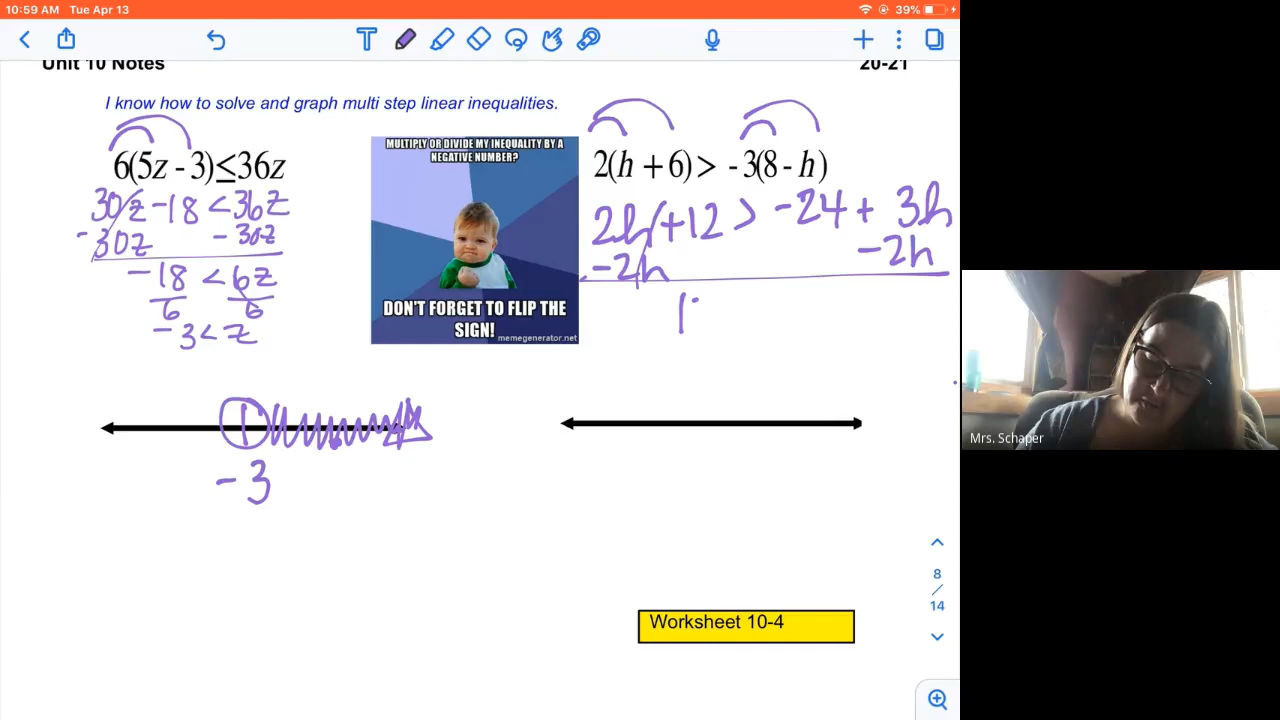 10:59 AM Tue Apr 13
39%
Unit 10 Notes
20-21
I know how to solve and graph multi step linear inequalities.
6(5z - 3)≤36z
30z -18 < 36z
-30z -30z
-18 < 6z
6 6
-3 < z
-3
MULTIPLY OR DIVIDE MY INEQUALITY BY A
NEGATIVE NUMBER?
DON'T FORGET TO FLIP THE
SIGN!
memegenerator.net
2(h + 6) > - 3(8 - h)
2h +12 > -24 + 3h
-2h -2h
Mrs. Schaper
8
/
14
Worksheet 10-4